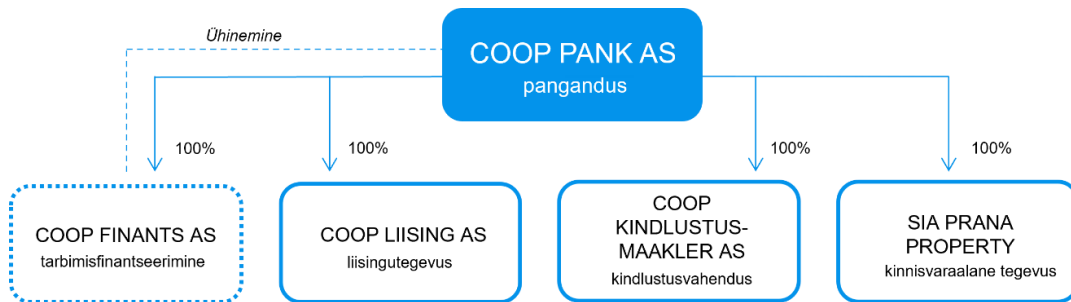 Ühinemine
COOP PANK AS
pangandus
100%
100%
100%
100%
COOP FINANTS AS
tarbimisfinantseerimine
COOP LIISING AS
liisingutegevus
COOP
KINDLUSTUS-
MAAKLER AS
kindlustusvahendus
SIA PRANA
PROPERTY
kinnisvaraalane tegevus